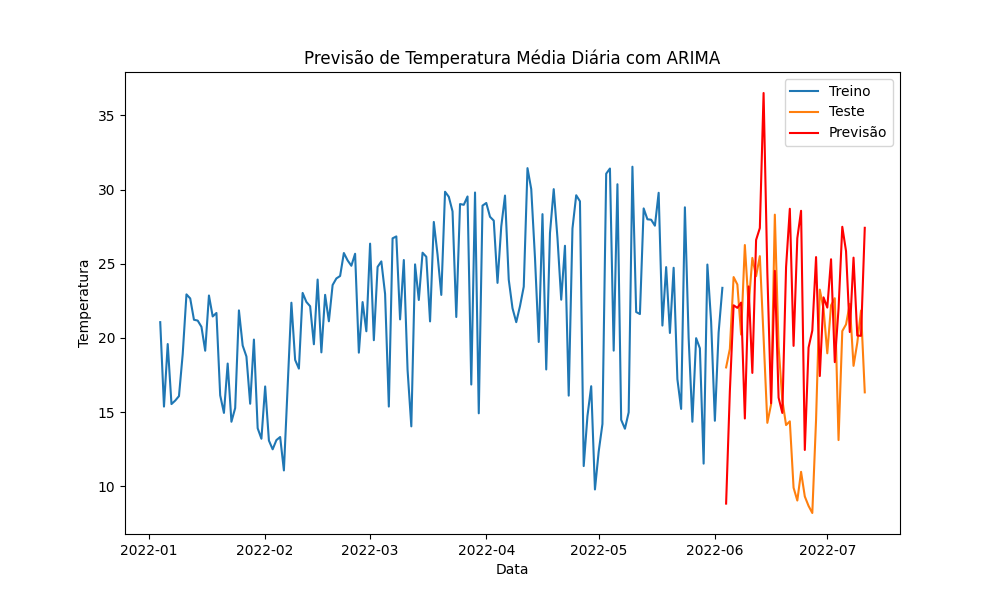 Previsão de Temperatura Média Diária com ARIMA
Treino
Teste
Previsão
Temperatura
35
30
25
20
15
10
2022-01 2022-02 2022-03 2022-04 2022-05 2022-06 2022-07
Data